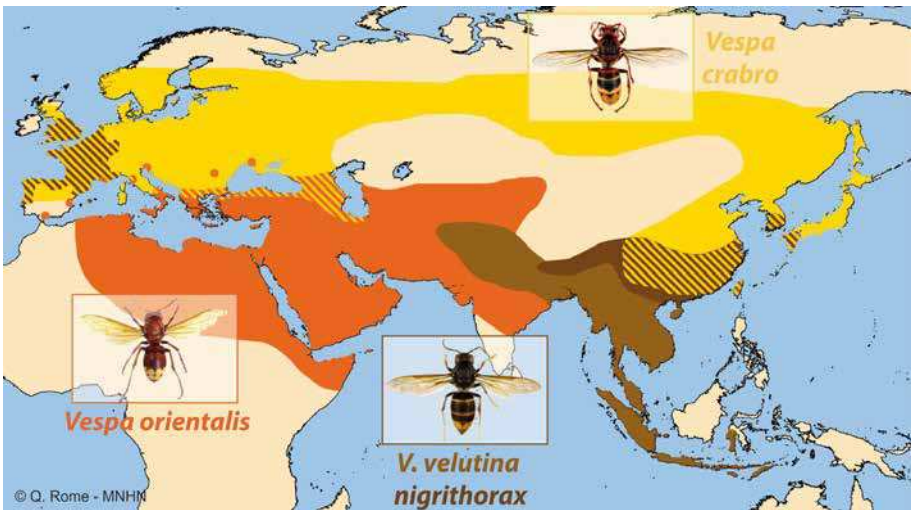 Vespa
crabro
Vespa orientalis
V. velutina
nigrithorax
© Q. Rome - MNHN